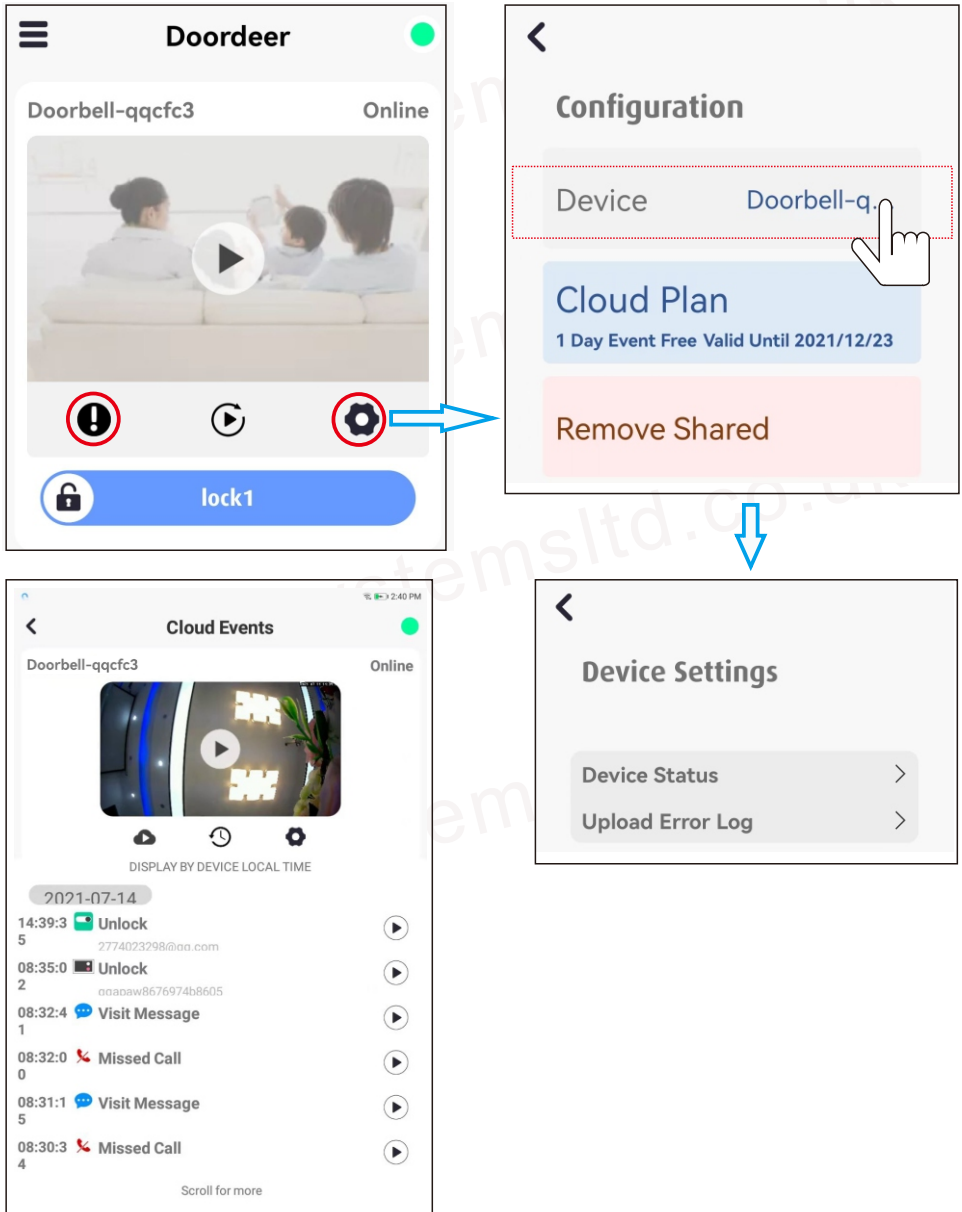 Doordeer
Doorbell-qqcfc3 Online
lock1
Configuration
Device Doorbell-q..
Cloud Plan
1 Day Event Free Valid Until 2021/12/23
Remove Shared
2:40 PM
Cloud Events
Doorbell-qqcfc3 Online
DISPLAY BY DEVICE LOCAL TIME
2021-07-14
14:39:3 Unlock
5 2774023298@qq.com
08:35:0 Unlock
2
08:32:4 Visit Message
1
08:32:0 Missed Call
0
08:31:1 Visit Message
5
08:30:3 Missed Call
4
Scroll for more
Device Settings
Device Status
Upload Error Log